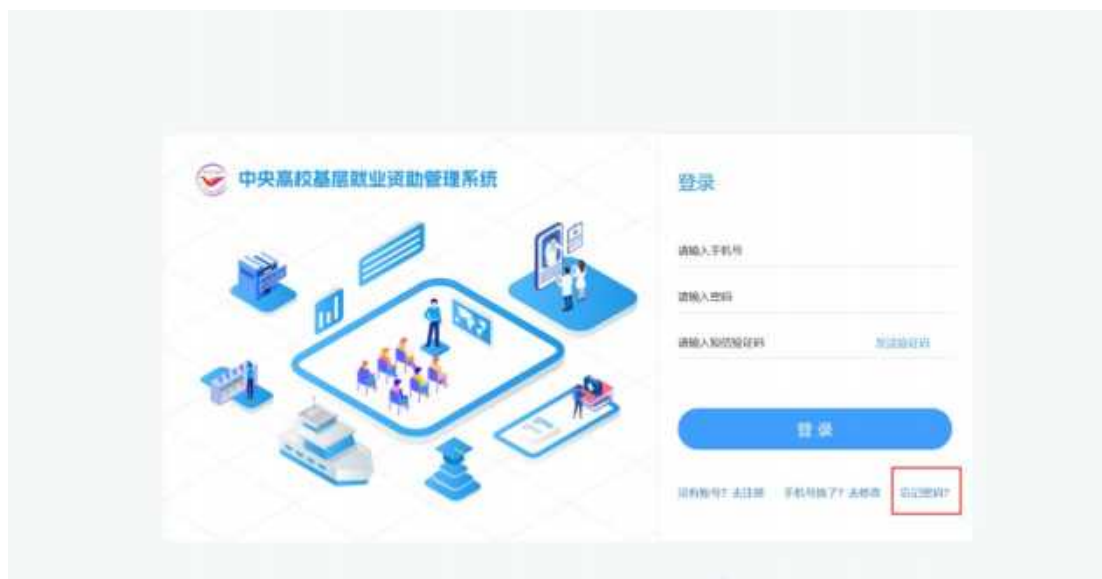 中央高校基层就业资助管理系统
登录
请输入手机号
请输入密码
请输入短信验证码 发送验证码
登录
没有账号?去注册 手机号换了?去修改 忘记密码?